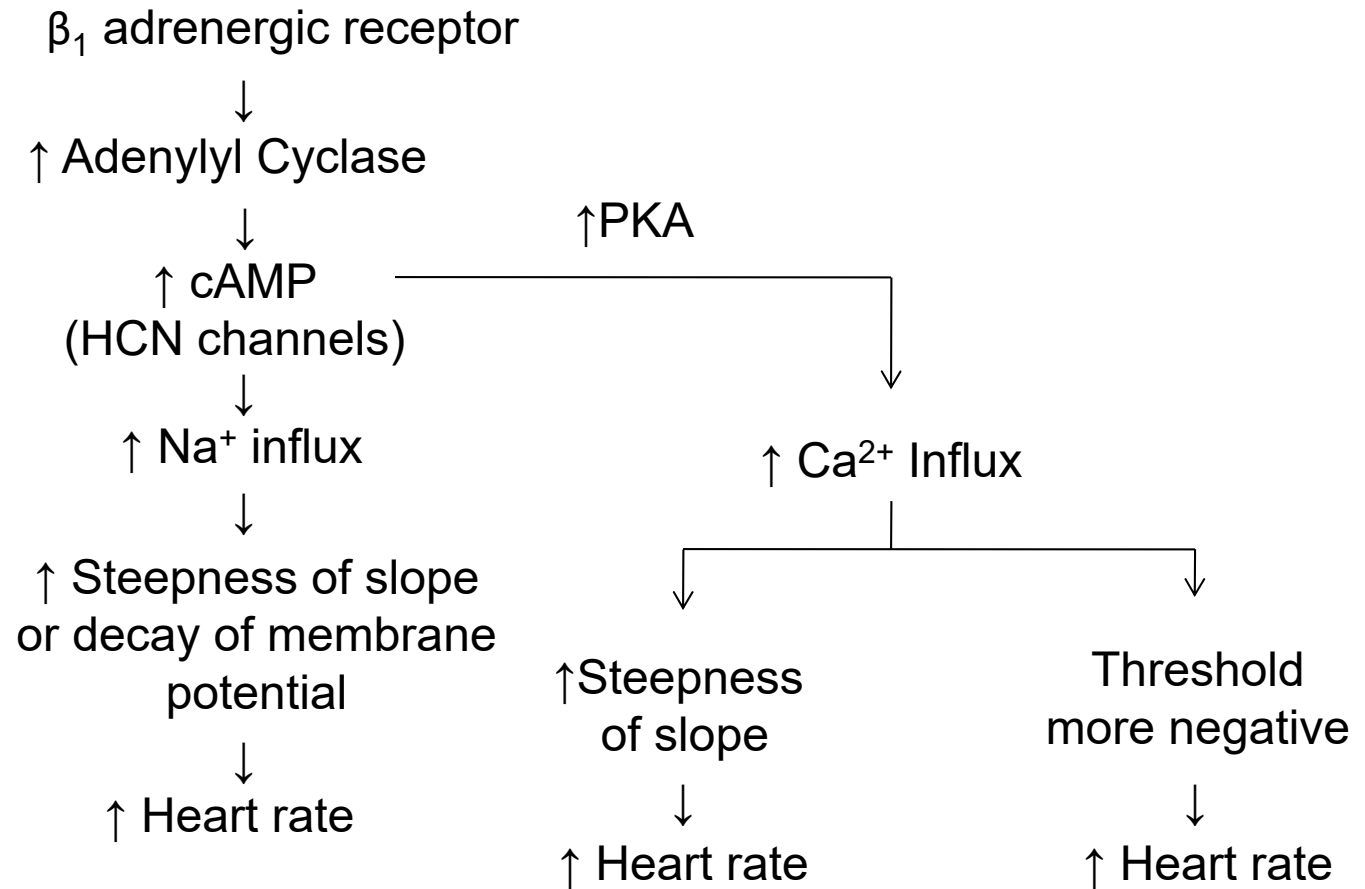 β₁ adrenergic receptor
↓
↑ Adenylyl Cyclase
↓
↑ cAMP
(HCN channels)
↓
↑ Na⁺ influx
↓
↑ Steepness of slope
or decay of membrane
potential
↓
↑ Heart rate
↑PKA
↑ Ca²⁺ Influx
↑Steepness
of slope
↓
↑ Heart rate
Threshold
more negative
↓
↑ Heart rate